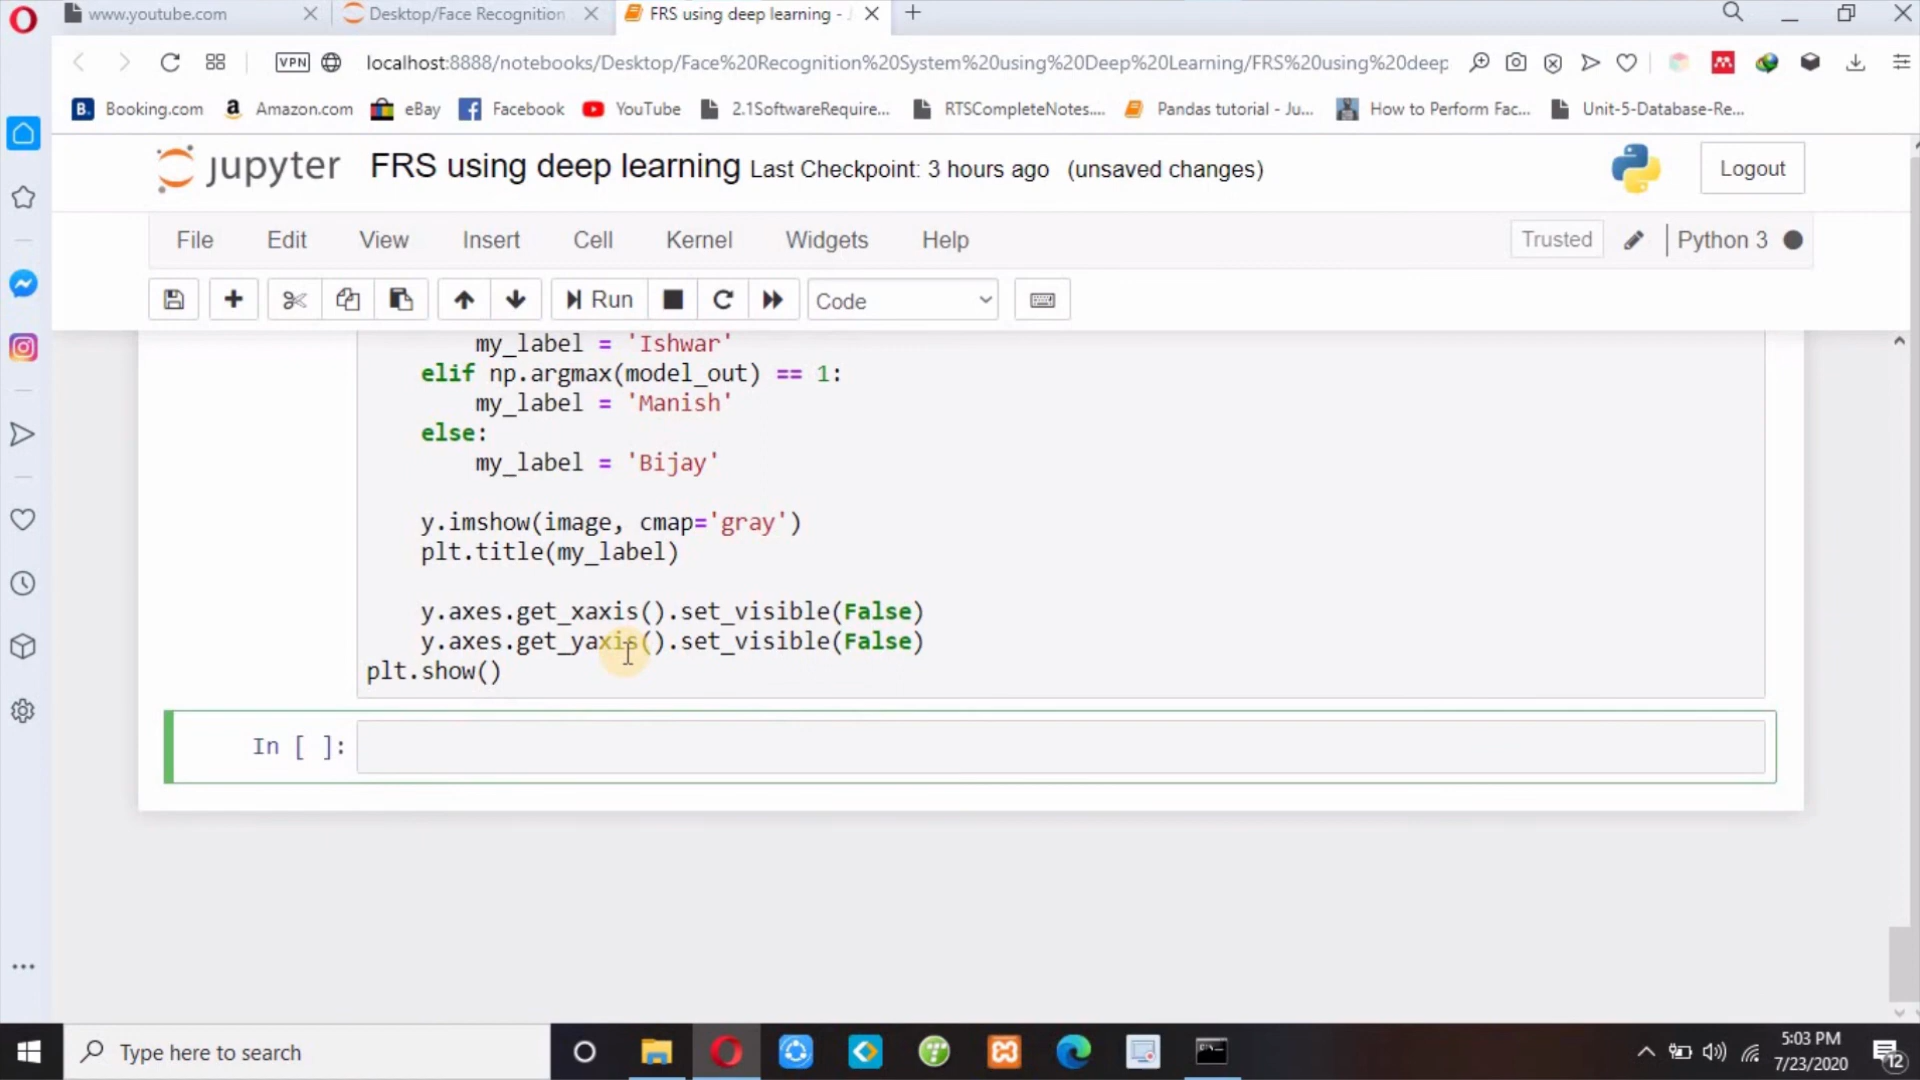 www.youtube.com
Desktop/Face Recognition
FRS using deep learning -
VPN
localhost:8888/notebooks/Desktop/Face%20Recognition%20System%20using%20Deep%20Learning/FRS%20using%20deep
B. Booking.com
a Amazon.com
eBay
Facebook
YouTube
2.1SoftwareRequire...
RTSCompleteNotes....
Pandas tutorial - Ju...
How to Perform Fac...
Unit-5-Database-Re...
jupyter FRS using deep learning Last Checkpoint: 3 hours ago (unsaved changes)
Logout
File Edit View Insert Cell Kernel Widgets Help
Trusted
Python 3
Run
Code
my_label = 'Ishwar'
elif np.argmax(model_out) == 1:
my_label = 'Manish'
else:
my_label = 'Bijay'
y.imshow(image, cmap='gray')
plt.title(my_label)
y.axes.get_xaxis().set_visible(False)
y.axes.get_yaxis().set_visible(False)
plt.show()
In [ ]:
Type here to search
5:03 PM
7/23/2020
12